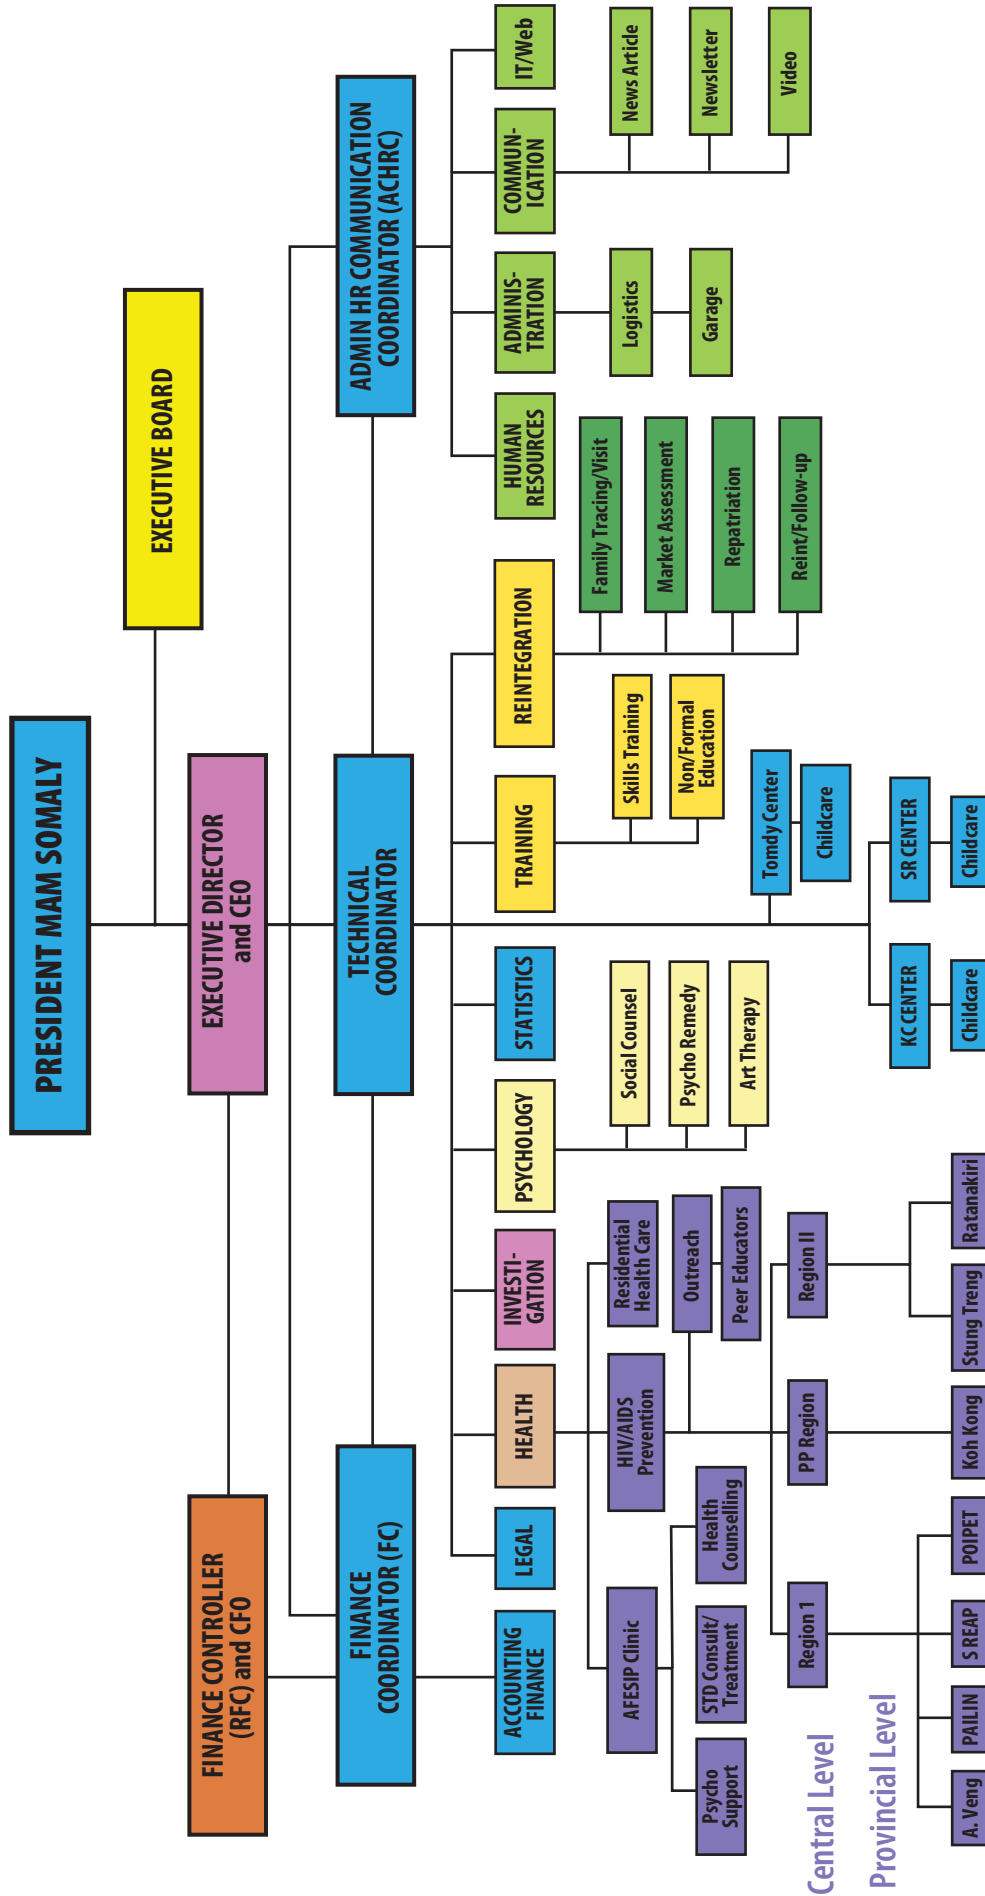 PRESIDENT MAM SOMALY
EXECUTIVE BOARD
FINANCE CONTROLLER
(RFC) and CFO
EXECUTIVE DIRECTOR
and CEO
FINANCE
COORDINATOR (FC)
TECHNICAL
COORDINATOR
ADMIN HR COMMUNICATION
COORDINATOR (ACHRC)
ACCOUNTING
FINANCE
LEGAL
HEALTH
INVESTI-
GATION
PSYCHOLOGY
STATISTICS
TRAINING
REINTEGRATION
HUMAN
RESOURCES
ADMINIS-
TRATION
COMMUN-
ICATION
IT/Web
AFESIP Clinic
HIV/AIDS
Prevention
Residential
Health Care
Psycho
Support
STD Consult/
Treatment
Health
Counselling
Outreach
Peer Educators
Social Counsel
Psycho Remedy
Art Therapy
Skills Training
Non/Formal
Education
Family Tracing/Visit
Market Assessment
Repatriation
Reint/Follow-up
Logistics
Garage
News Article
Newsletter
Video
Tomdy Center
Childcare
Central Level
Region 1
PP Region
Region II
Provincial Level
KC CENTER
SR CENTER
A. Veng
PAILIN
S REAP
POIPET
Koh Kong
Stung Treng
Ratanakiri
Childcare
Childcare